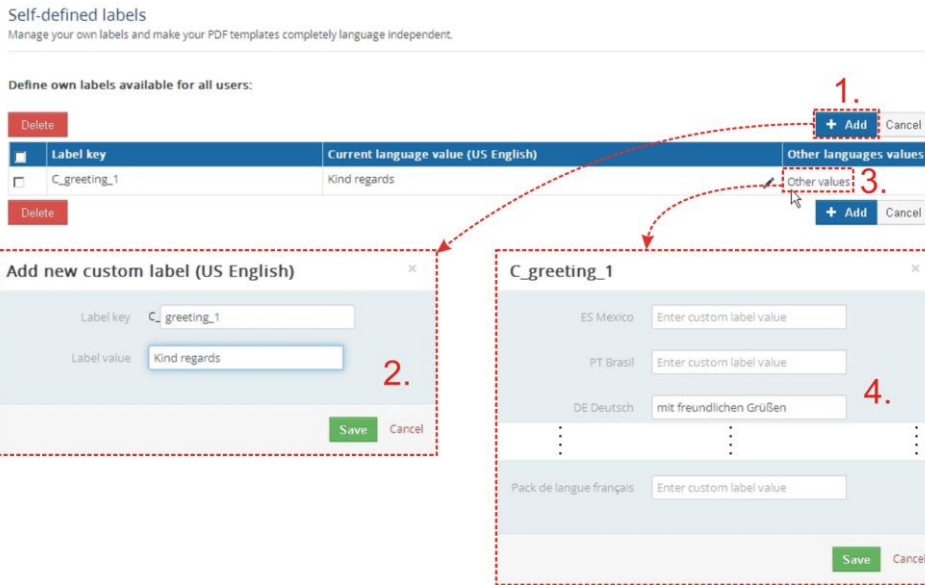 Self-defined labels
Manage your own labels and make your PDF templates completely language independent.
Define own labels available for all users:
1.
Delete
+ Add Cancel
Label key Current language value (US English) Other languages values
C_greeting_1 Kind regards Other values 3.
Delete
+ Add Cancel
Add new custom label (US English) ×
Label key C_ greeting_1
Label value Kind regards
2.
Save Cancel
C_greeting_1 ×
ES Mexico Enter custom label value
PT Brasil Enter custom label value
4.
DE Deutsch mit freundlichen Grüßen
Pack de langue français Enter custom label value
Save Cancel